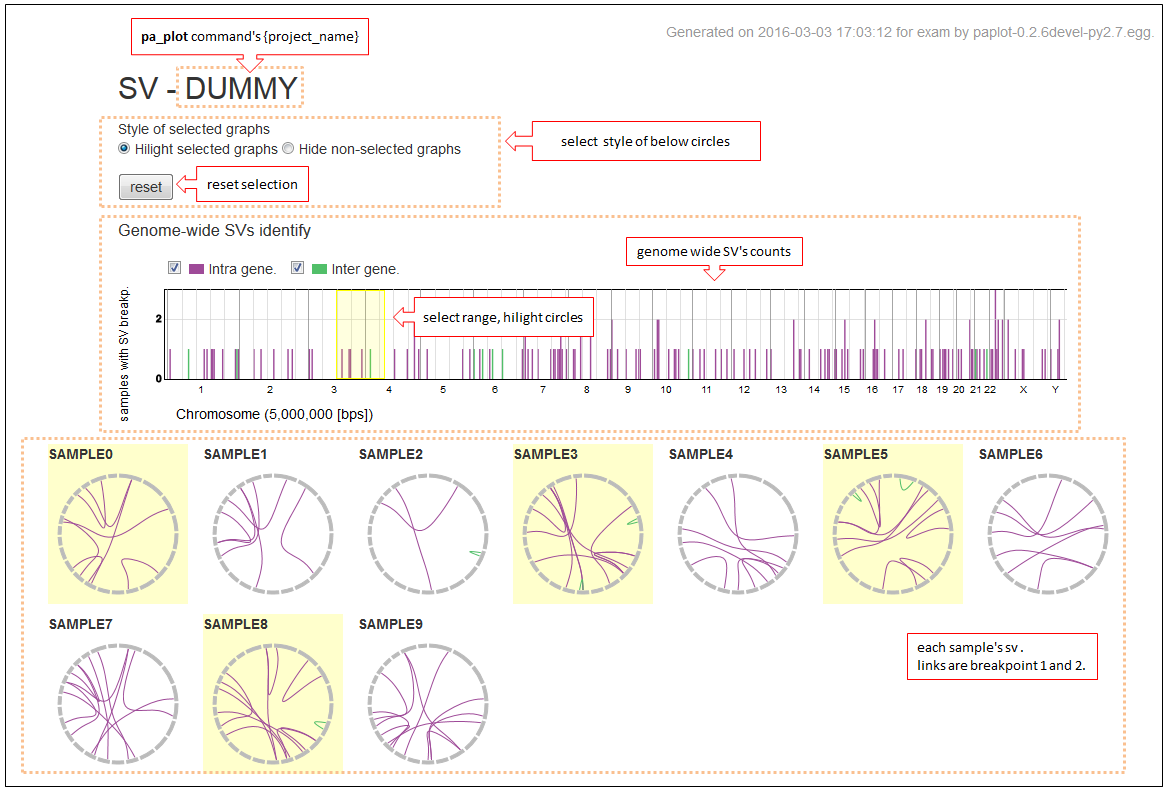 pa_plot command's {project_name}
Generated on 2016-03-03 17:03:12 for exam by paplot-0.2.6devel-py2.7.egg.
SV - DUMMY
Style of selected graphs
Hilight selected graphs Hide non-selected graphs
select style of below circles
reset
reset selection
Genome-wide SVs identify
genome wide SV's counts
Intra gene. Inter gene.
samples with SV breakp.
2
0
select range, hilight circles
1 2 3 4 5 6 7 8 9 10 11 12 13 14 15 16 17 18 19 20 21 22 X Y
Chromosome (5,000,000 [bps])
SAMPLE0 SAMPLE1 SAMPLE2 SAMPLE3 SAMPLE4 SAMPLE5 SAMPLE6
SAMPLE7 SAMPLE8 SAMPLE9
each sample's sv .
links are breakpoint 1 and 2.